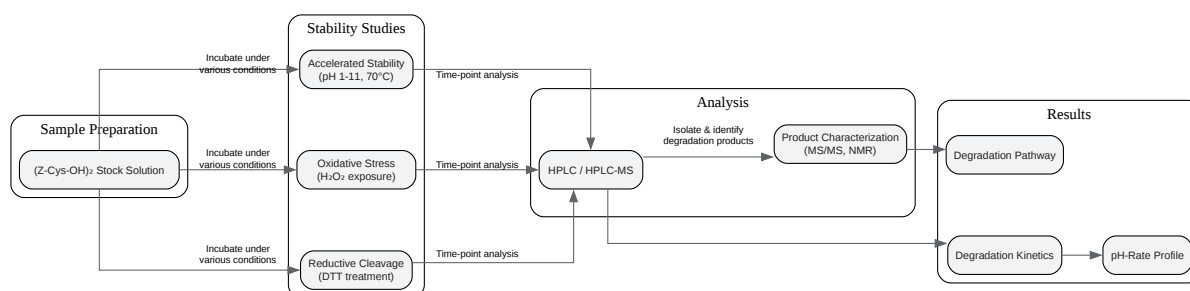 Sample Preparation
(Z-Cys-OH)₂ Stock Solution
Incubate under
various conditions
Incubate under
various conditions
Incubate under
various conditions
Stability Studies
Accelerated Stability
(pH 1-11, 70°C)
Oxidative Stress
(H₂O₂ exposure)
Reductive Cleavage
(DTT treatment)
Time-point analysis
Time-point analysis
Time-point analysis
Analysis
HPLC / HPLC-MS
Isolate & identify
degradation products
Product Characterization
(MS/MS, NMR)
Results
Degradation Pathway
Degradation Kinetics
pH-Rate Profile